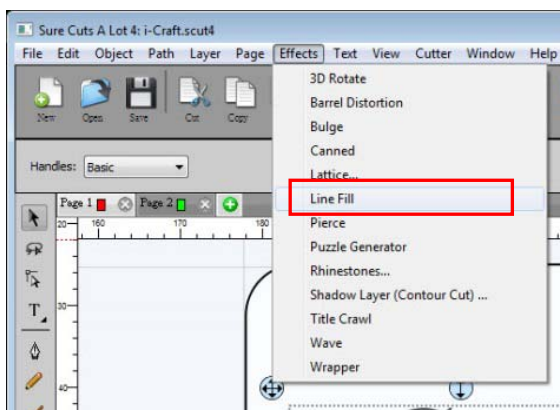 Sure Cuts A Lot 4: i-Craft.scut4
File Edit Object Path Layer Page Effects Text View Cutter Window Help
New Open Save Cut Copy
Handles: Basic
Page 1 Page 2
20 160 170 180
30
40
T
3D Rotate
Barrel Distortion
Bulge
Canned
Lattice...
Line Fill
Pierce
Puzzle Generator
Rhinestones...
Shadow Layer (Contour Cut) ...
Title Crawl
Wave
Wrapper